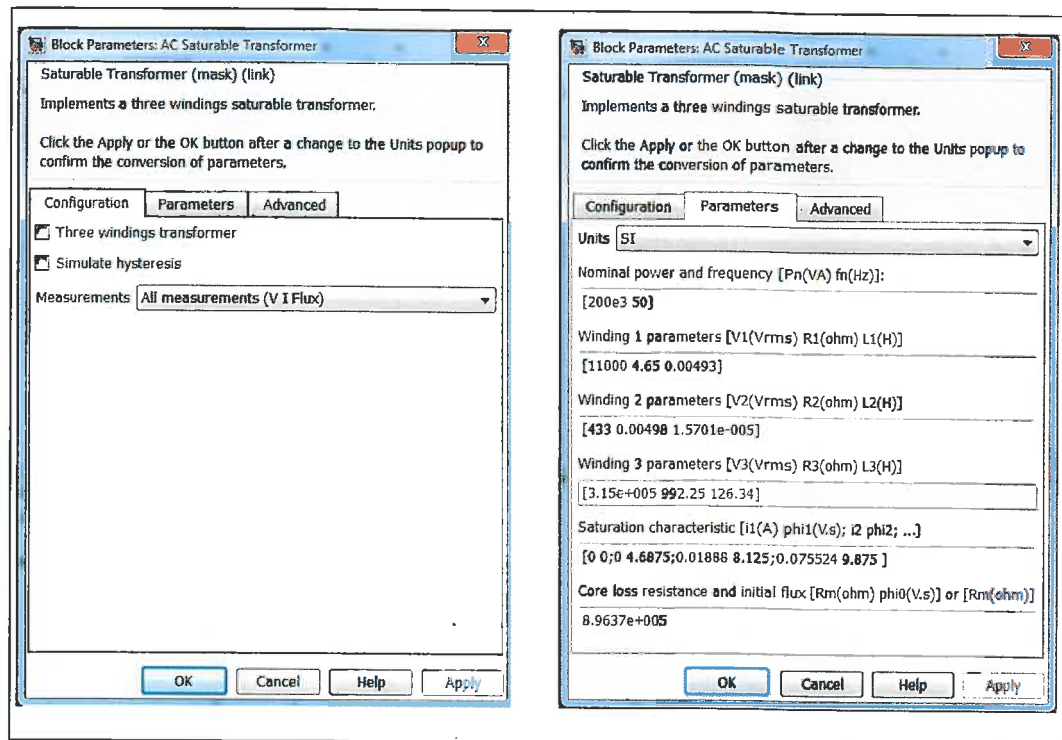 Block Parameters: AC Saturable Transformer
Saturable Transformer (mask) (link)
Implements a three windings saturable transformer.
Click the Apply or the OK button after a change to the Units popup to
confirm the conversion of parameters.
Configuration Parameters Advanced
Three windings transformer
Simulate hysteresis
Measurements All measurements (V I Flux)
OK Cancel Help Apply
Block Parameters: AC Saturable Transformer
Saturable Transformer (mask) (link)
Implements a three windings saturable transformer.
Click the Apply or the OK button after a change to the Units popup to
confirm the conversion of parameters.
Configuration Parameters Advanced
Units SI
Nominal power and frequency [Pn(VA) fn(Hz)]:
[200e3 50]
Winding 1 parameters [V1(Vrms) R1(ohm) L1(H)]
[11000 4.65 0.00493]
Winding 2 parameters [V2(Vrms) R2(ohm) L2(H)]
[433 0.00498 1.5701e-005]
Winding 3 parameters [V3(Vrms) R3(ohm) L3(H)]
[3.15e+005 992.25 126.34]
Saturation characteristic [i1(A) phi1(V.s); i2 phi2; ...]
[0 0;0 4.6875;0.01888 8.125;0.075524 9.875 ]
Core loss resistance and initial flux [Rm(ohm) phi0(V.s)] or [Rm(ohm)]
8.9637e+005
OK Cancel Help Apply